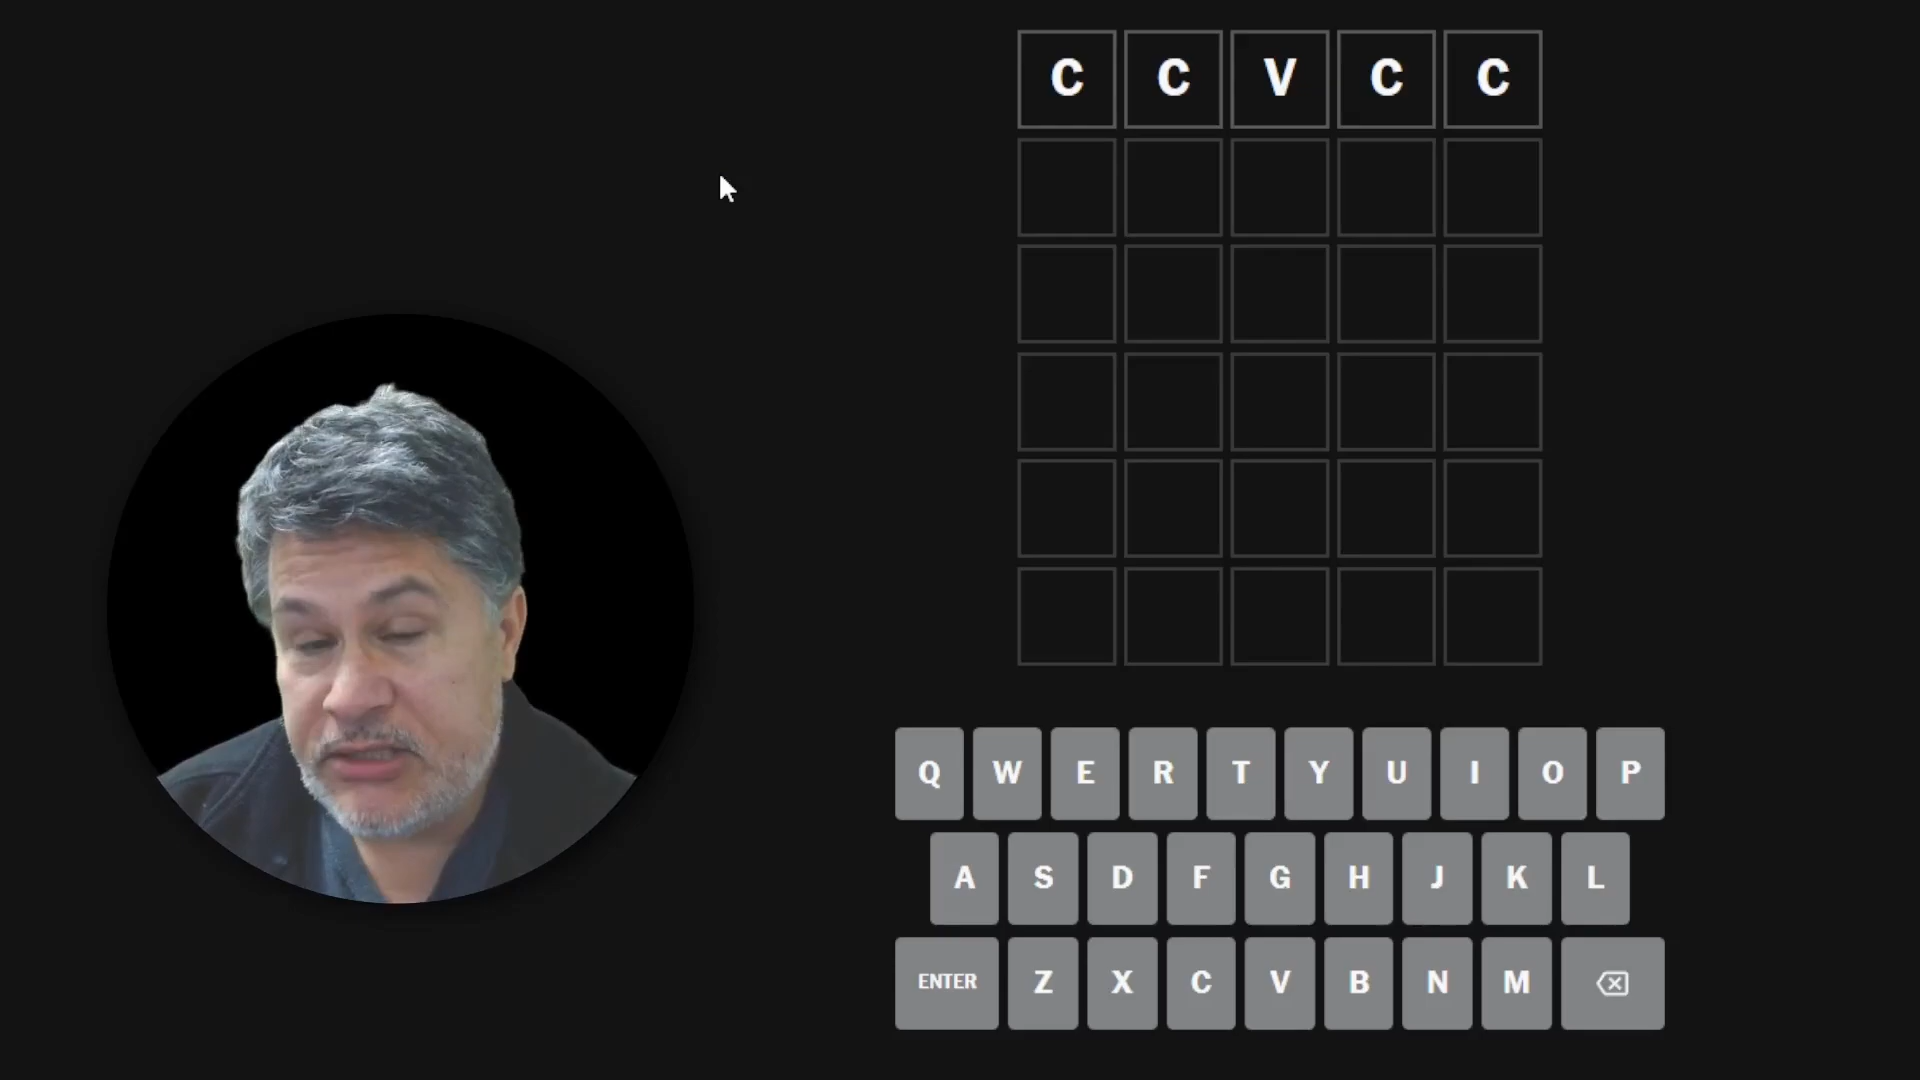 C C V C C
Q W E R T Y U I O P
A S D F G H J K L
ENTER Z X C V B N M